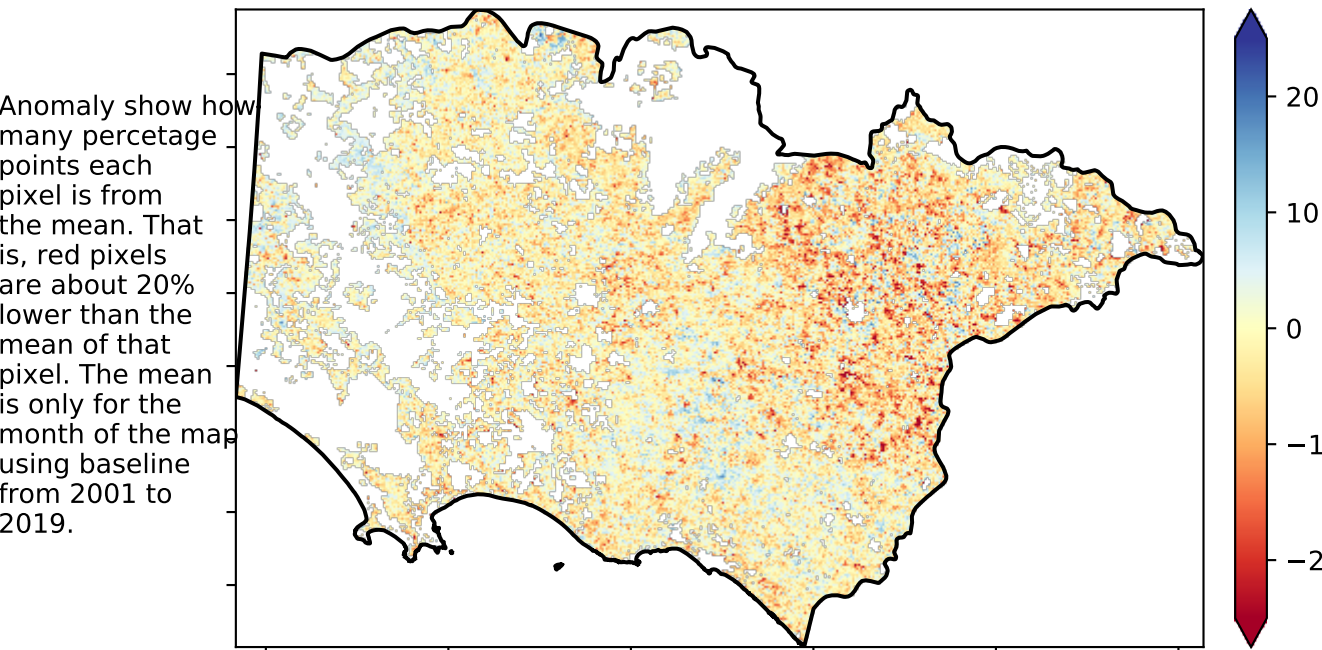 Anomaly show how
many percetage
points each
pixel is from
the mean. That
is, red pixels
are about 20%
lower than the
mean of that
pixel. The mean
is only for the
month of the map
using baseline
from 2001 to
2019.
20
10
0
−1
−2